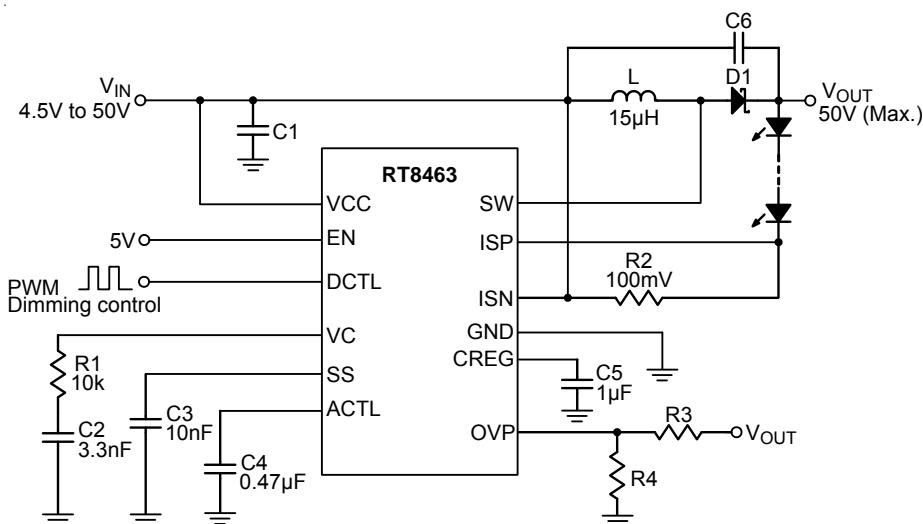 C6
V_IN
4.5V to 50V
L
D1
V_OUT
15µH
50V (Max.)
C1
RT8463
VCC
SW
5V
EN
ISP
PWM
Dimming control
DCTL
R2
100mV
ISN
VC
GND
R1
10k
CREG
SS
C5
1µF
C3
10nF
ACTL
C2
3.3nF
OVP
R3
V_OUT
C4
0.47µF
R4